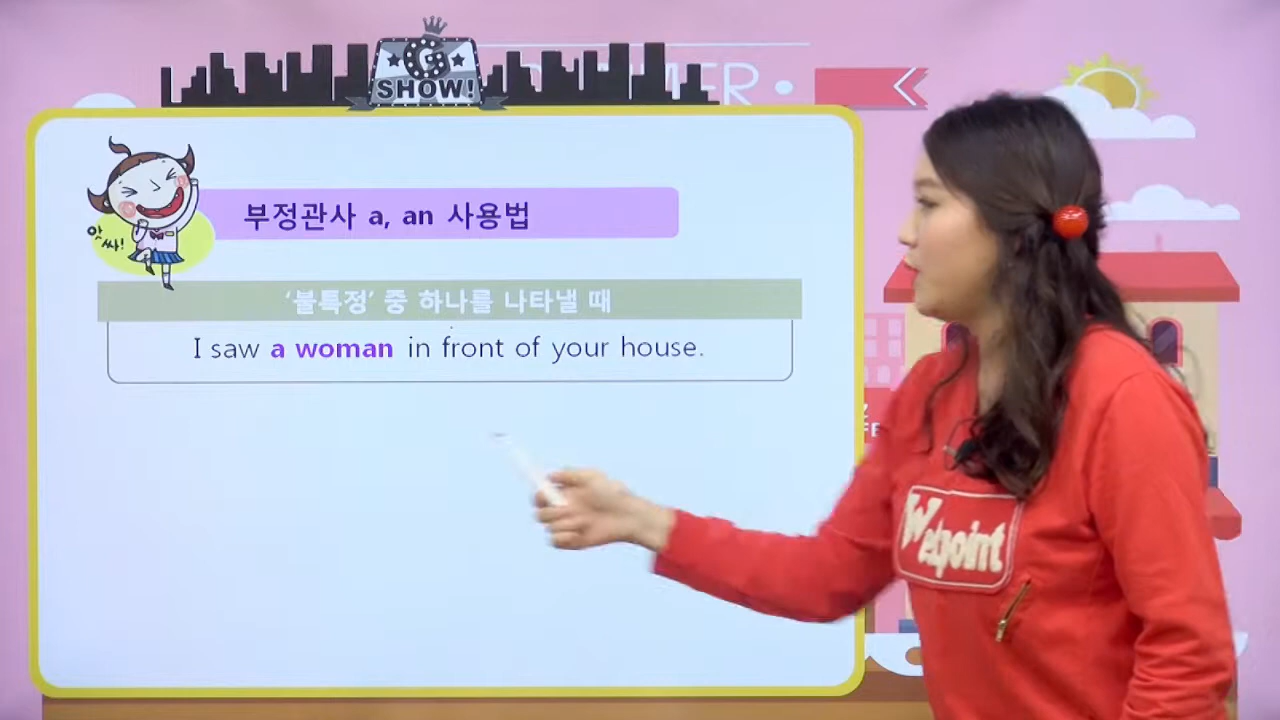 G
SHOW!
부정관사 a, an 사용법
앗
싸!
‘불특정’ 중 하나를 나타낼 때
I saw a woman in front of your house.